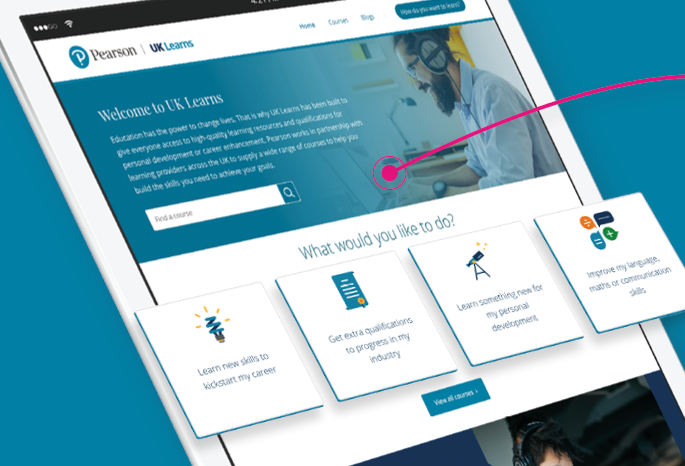 4:21 PM
Pearson | UK Learns
Home Courses Blogs How do you want to learn?
Welcome to UK Learns
Education has the power to change lives. That is why UK Learns has been built to
give everyone access to high-quality learning resources and qualifications for
personal development or career enhancement. Pearson works in partnership with
learning providers across the UK to supply a wide range of courses to help you
build the skills you need to achieve your goals.
Find a course
What would you like to do?
Learn new skills to
kickstart my career
Get extra qualifications
to progress in my
industry
Learn something new for
my personal
development
Improve my language,
maths or communication
skills
View all courses >